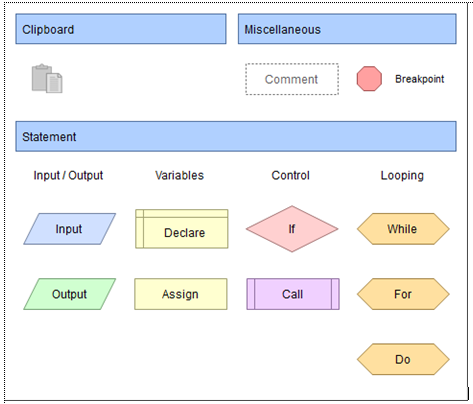 Clipboard
Miscellaneous
Comment
Breakpoint
Statement
Input / Output Variables Control Looping
Input Declare If While
Output Assign Call For
Do